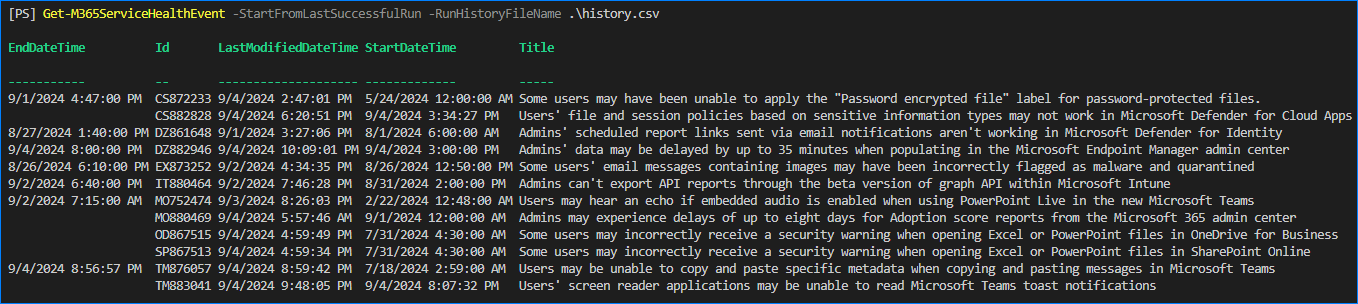 [PS] Get-M365ServiceHealthEvent -StartFromLastSuccessfulRun -RunHistoryFileName .\history.csv
EndDateTime Id LastModifiedDateTime StartDateTime Title
----------- -- -------------------- ------------- -----
9/1/2024 4:47:00 PM CS872233 9/4/2024 2:47:01 PM 5/24/2024 12:00:00 AM Some users may have been unable to apply the "Password encrypted file" label for password-protected files.
CS882828 9/4/2024 6:20:51 PM 9/4/2024 3:34:27 PM Users' file and session policies based on sensitive information types may not work in Microsoft Defender for Cloud Apps
8/27/2024 1:40:00 PM DZ861648 9/1/2024 3:27:06 PM 8/1/2024 6:00:00 AM Admins' scheduled report links sent via email notifications aren't working in Microsoft Defender for Identity
9/4/2024 8:00:00 PM DZ882946 9/4/2024 10:09:01 PM 9/4/2024 3:00:00 PM Admins' data may be delayed by up to 35 minutes when populating in the Microsoft Endpoint Manager admin center
8/26/2024 6:10:00 PM EX873252 9/2/2024 4:34:35 PM 8/26/2024 12:50:00 PM Some users' email messages containing images may have been incorrectly flagged as malware and quarantined
9/2/2024 6:40:00 PM IT880464 9/2/2024 7:46:28 PM 8/31/2024 2:00:00 PM Admins can't export API reports through the beta version of graph API within Microsoft Intune
9/2/2024 7:15:00 AM MO752474 9/3/2024 8:26:03 PM 2/22/2024 12:48:00 AM Users may hear an echo if embedded audio is enabled when using PowerPoint Live in the new Microsoft Teams
MO880469 9/4/2024 5:57:46 AM 9/1/2024 12:00:00 AM Admins may experience delays of up to eight days for Adoption score reports from the Microsoft 365 admin center
OD867515 9/4/2024 4:59:49 PM 7/31/2024 4:30:00 AM Some users may incorrectly receive a security warning when opening Excel or PowerPoint files in OneDrive for Business
SP867513 9/4/2024 4:59:34 PM 7/31/2024 4:30:00 AM Some users may incorrectly receive a security warning when opening Excel or PowerPoint files in SharePoint Online
9/4/2024 8:56:57 PM TM876057 9/4/2024 8:59:42 PM 7/18/2024 2:59:00 AM Users may be unable to copy and paste specific metadata when copying and pasting messages in Microsoft Teams
TM883041 9/4/2024 9:48:05 PM 9/4/2024 8:07:32 PM Users' screen reader applications may be unable to read Microsoft Teams toast notifications